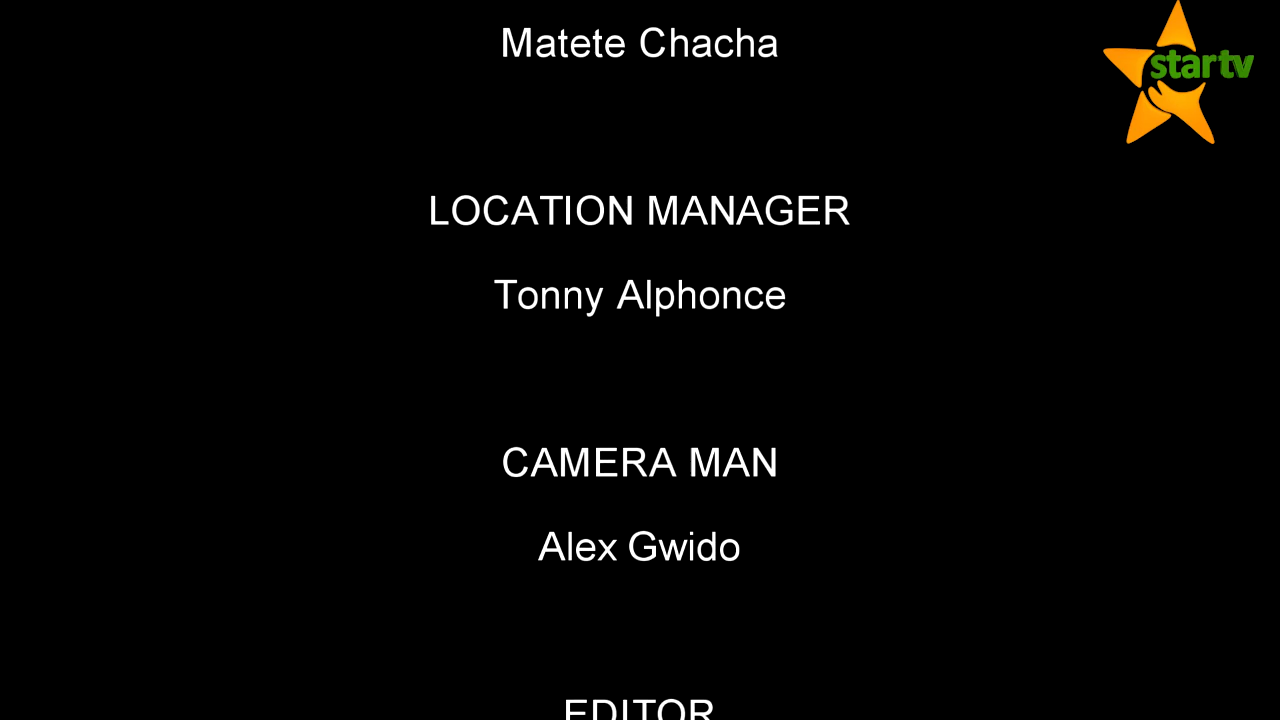 Matete Chacha
startv
LOCATION MANAGER
Tonny Alphonce
CAMERA MAN
Alex Gwido
EDITOR